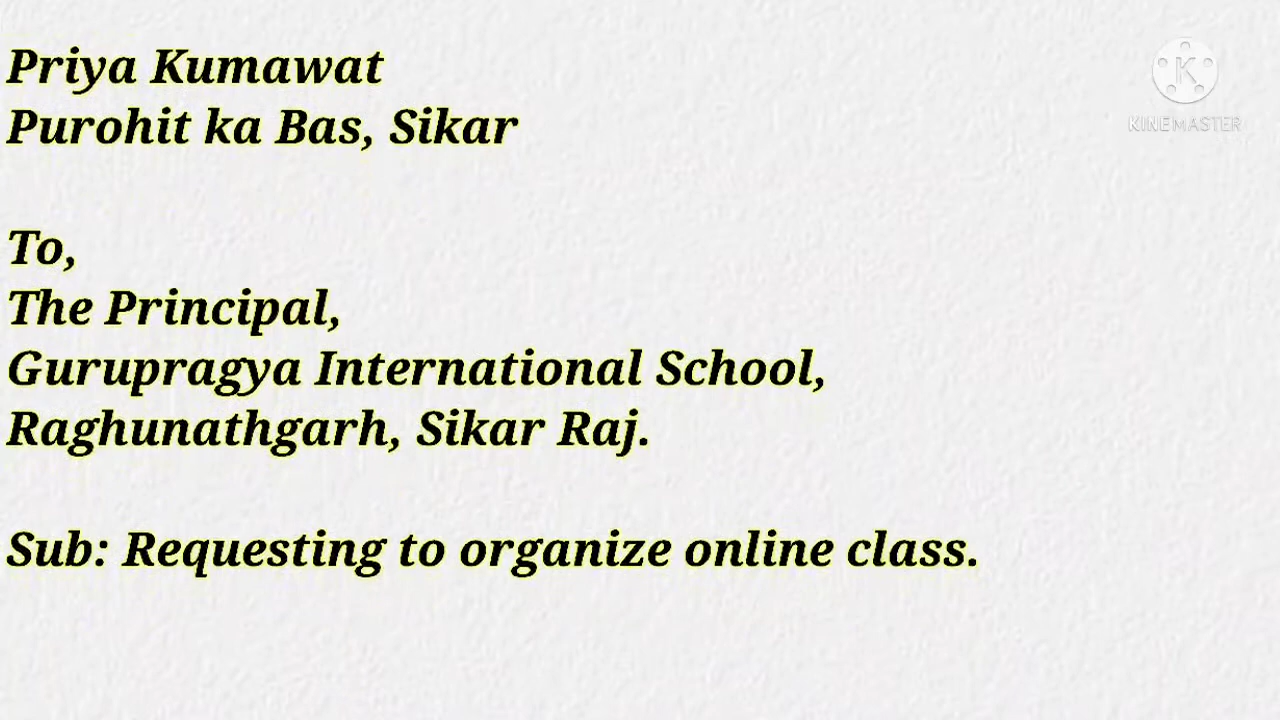 Priya Kumawat
Purohit ka Bas, Sikar
To,
The Principal,
Gurupragya International School,
Raghunathgarh, Sikar Raj.
Sub: Requesting to organize online class.
K
KINEMASTER